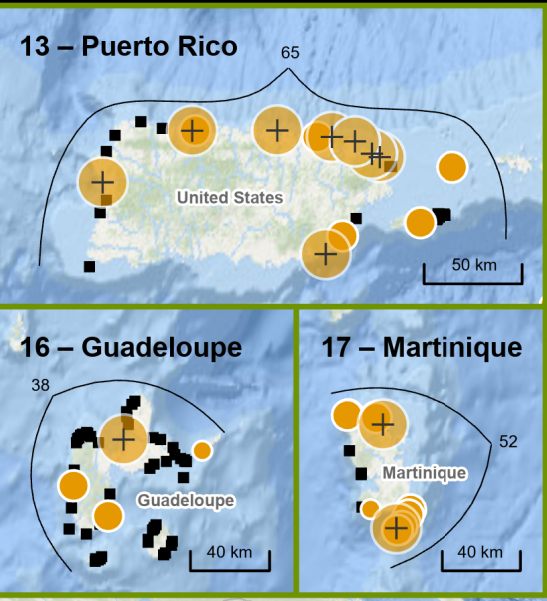 13 – Puerto Rico
65
United States
50 km
16 – Guadeloupe
38
Guadeloupe
40 km
17 – Martinique
52
Martinique
40 km